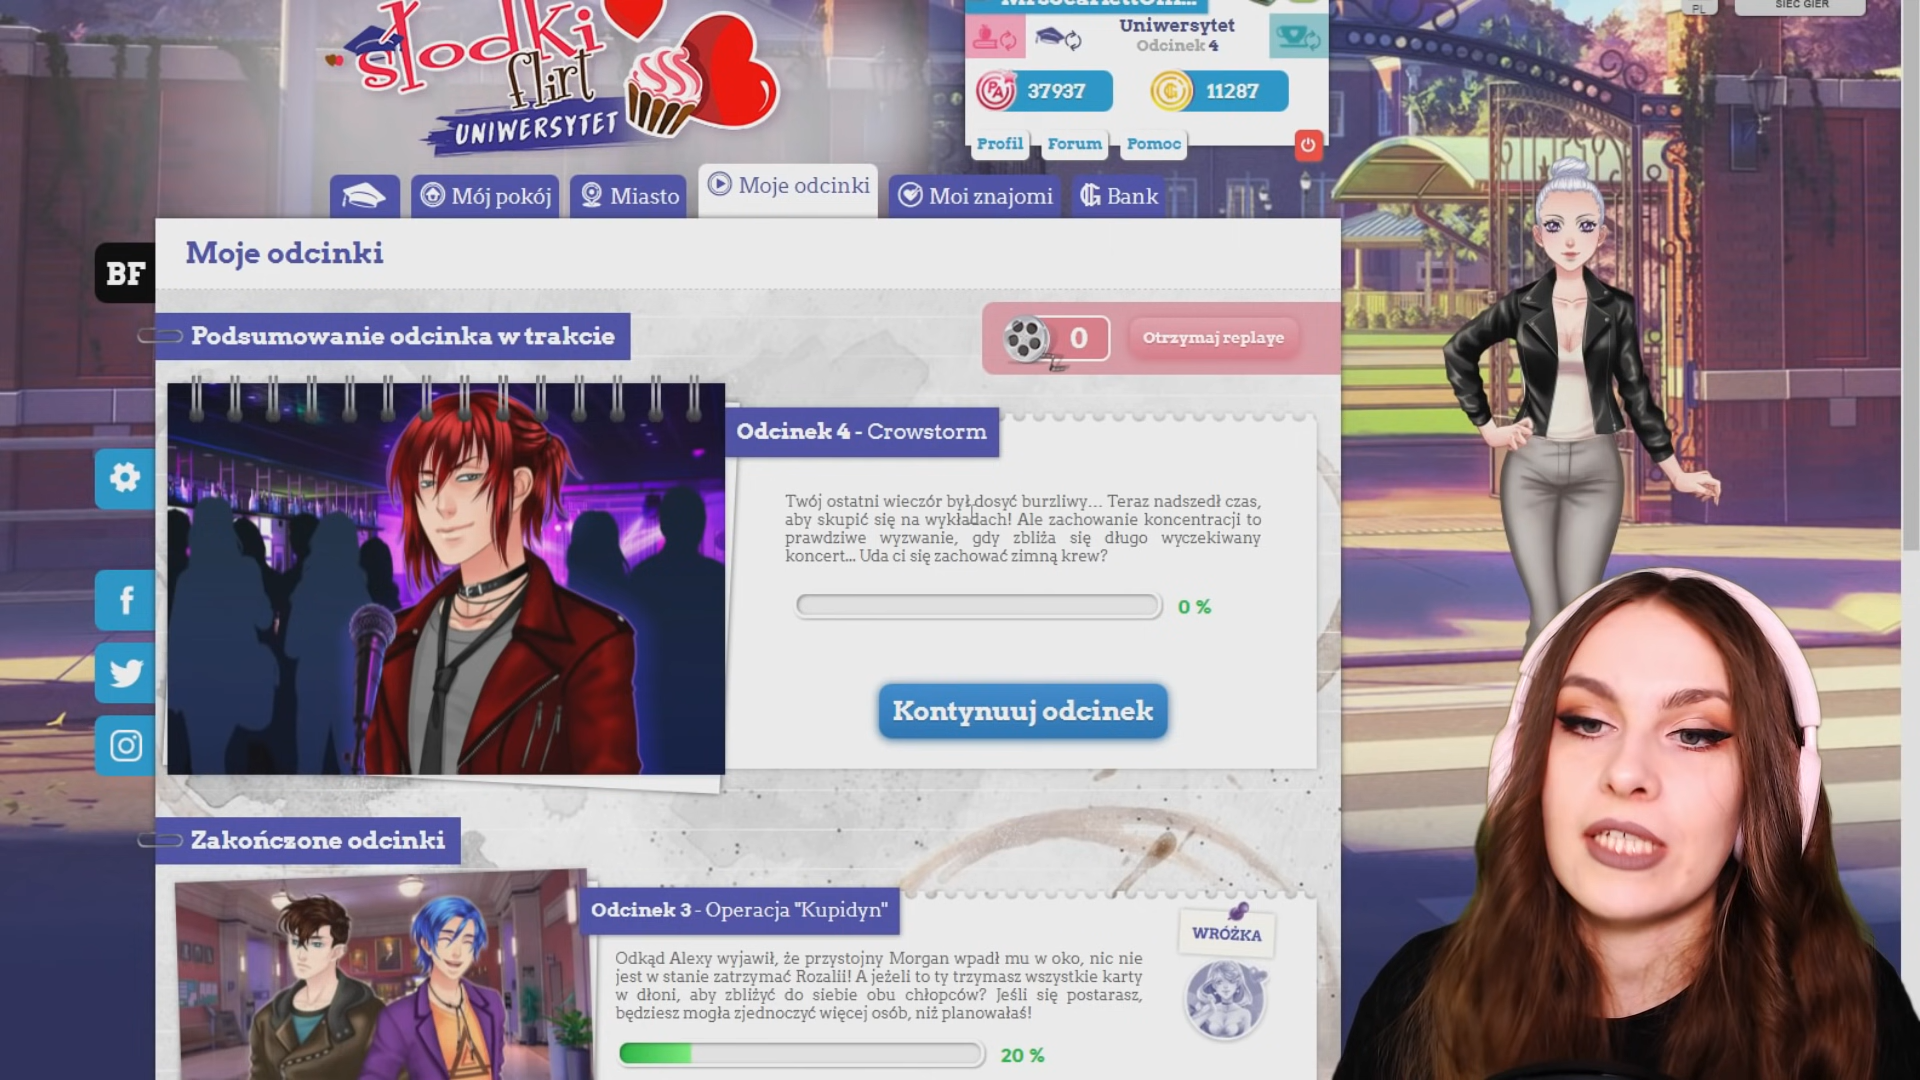 słodki
flirt
UNIWERSYTET
Uniwersytet
Odcinek 4
PA
37937
11287
Profil
Forum
Pomoc
PL
SIEĆ GIER
Mój pokój
Miasto
Moje odcinki
Moi znajomi
Bank
Moje odcinki
BF
Podsumowanie odcinka w trakcie
0
Otrzymaj replaye
Odcinek 4 - Crowstorm
Twój ostatni wieczór był dosyć burzliwy... Teraz nadszedł czas,
aby skupić się na wykładach! Ale zachowanie koncentracji to
prawdziwe wyzwanie, gdy zbliża się długo wyczekiwany
koncert... Uda ci się zachować zimną krew?
0 %
Kontynuuj odcinek
Zakończone odcinki
Odcinek 3 - Operacja "Kupidyn"
WRÓŻKA
Odkąd Alexy wyjawił, że przystojny Morgan wpadł mu w oko, nic nie
jest w stanie zatrzymać Rozalii! A jeżeli to ty trzymasz wszystkie karty
w dłoni, aby zbliżyć do siebie obu chłopców? Jeśli się postarasz,
będziesz mogła zjednoczyć więcej osób, niż planowałaś!
20 %